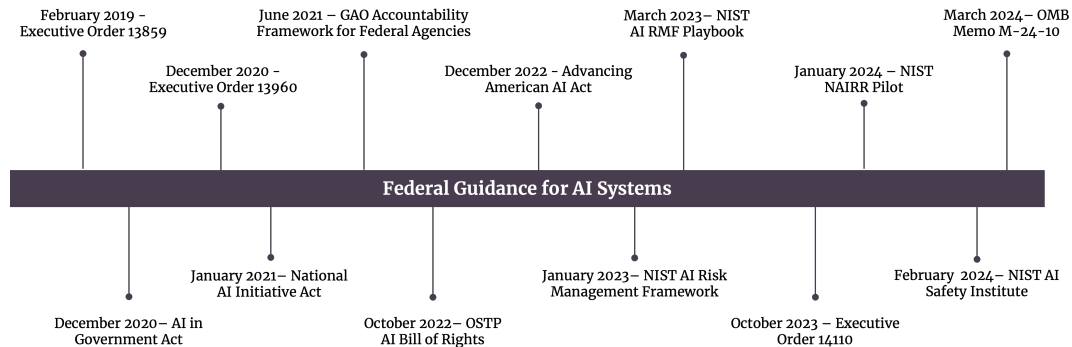 February 2019 -
Executive Order 13859
June 2021 – GAO Accountability
Framework for Federal Agencies
March 2023– NIST
AI RMF Playbook
March 2024– OMB
Memo M-24-10
December 2020 -
Executive Order 13960
December 2022 - Advancing
American AI Act
January 2024 – NIST
NAIRR Pilot
Federal Guidance for AI Systems
January 2021– National
AI Initiative Act
January 2023– NIST AI Risk
Management Framework
February 2024– NIST AI
Safety Institute
December 2020– AI in
Government Act
October 2022– OSTP
AI Bill of Rights
October 2023 – Executive
Order 14110